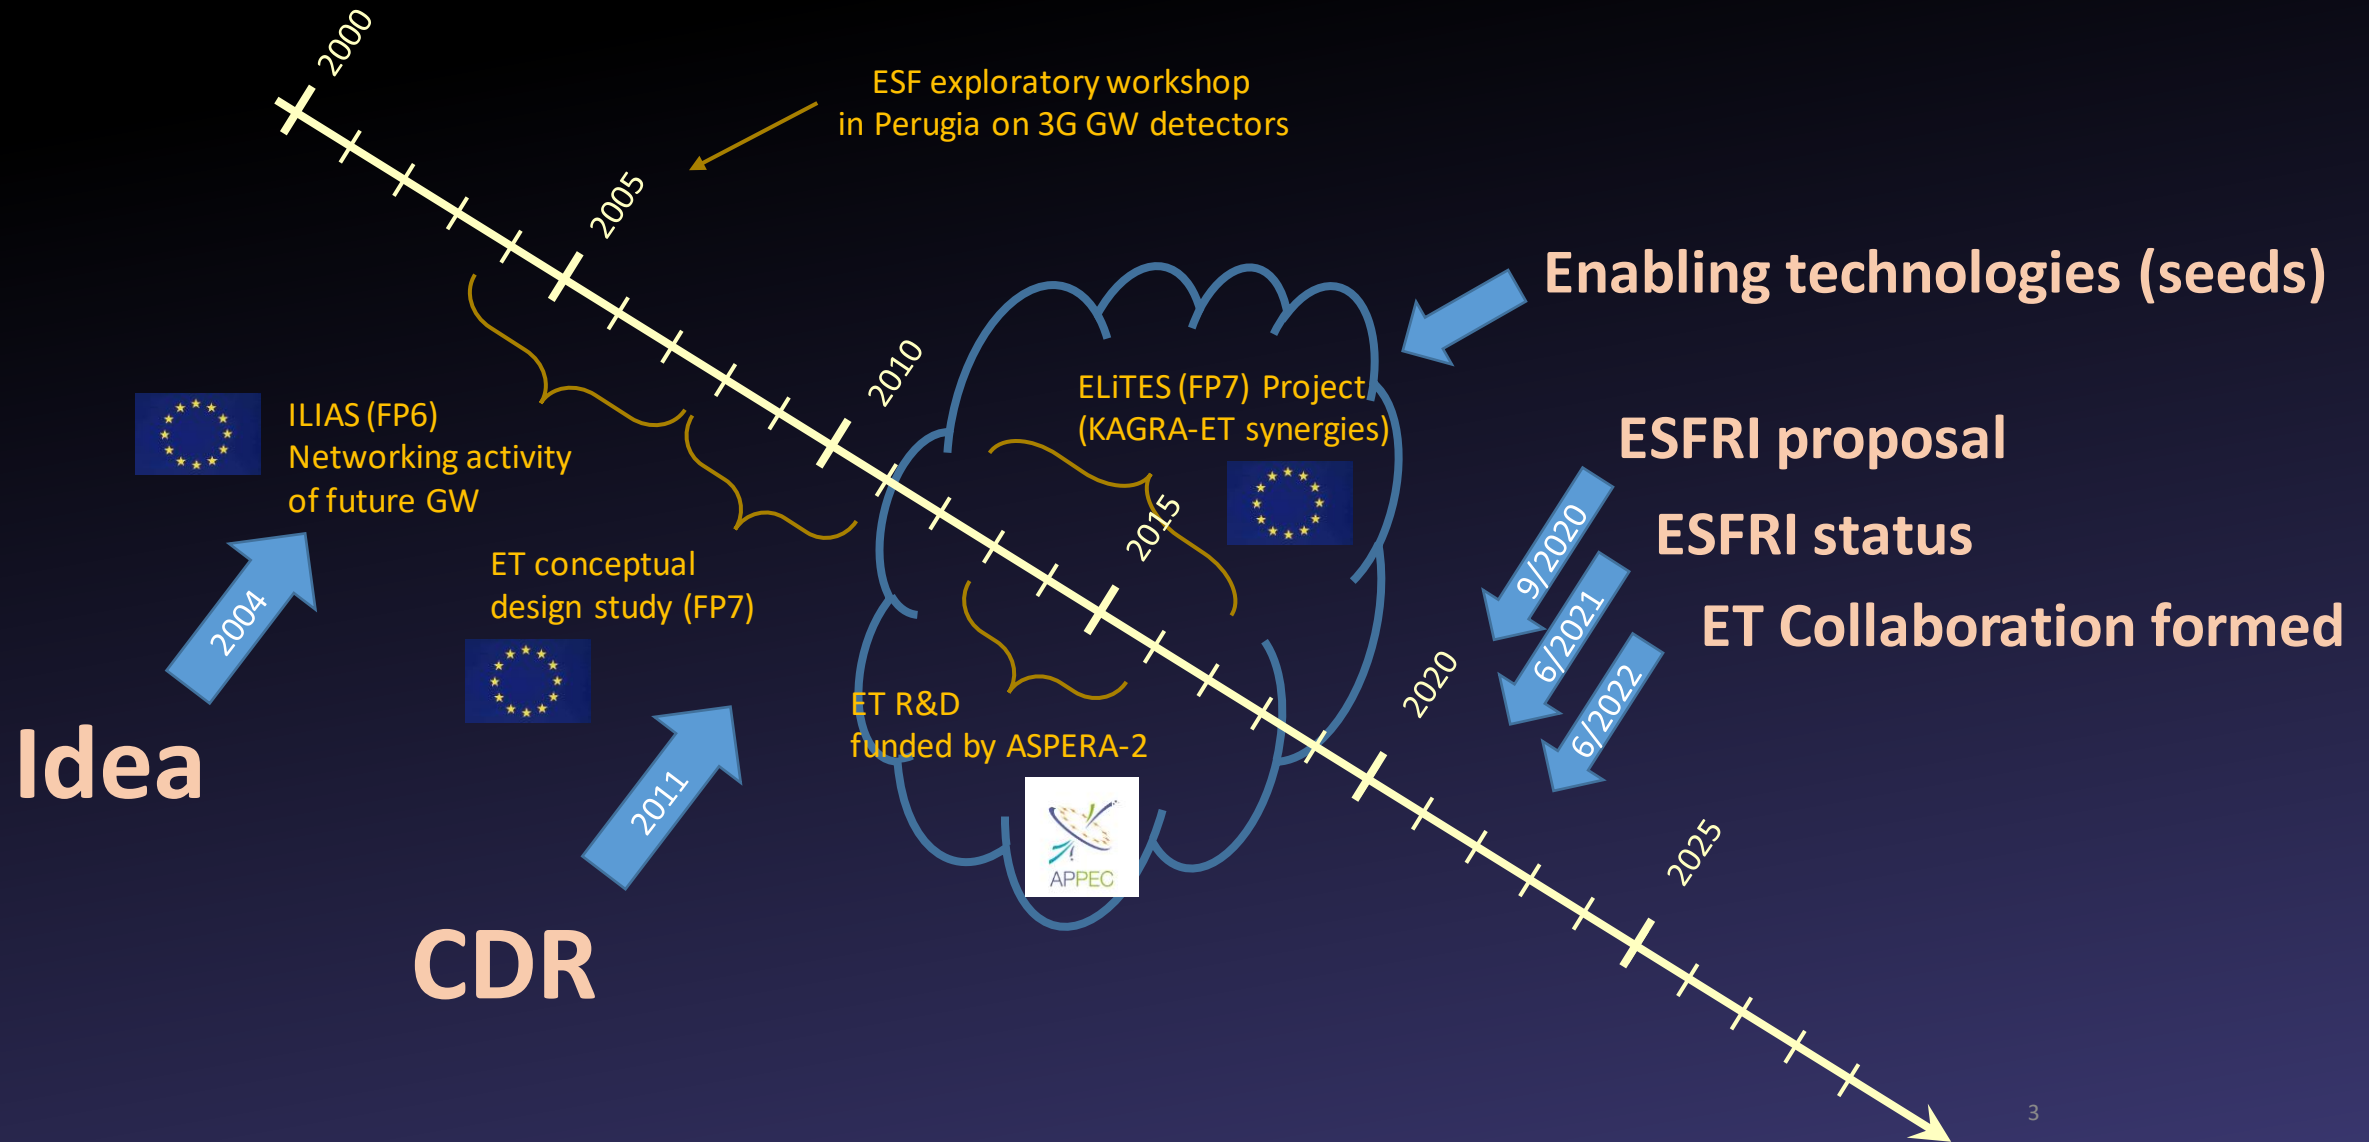 2000
ESF exploratory workshop
in Perugia on 3G GW detectors
2005
Enabling technologies (seeds)
2010
ILIAS (FP6)
Networking activity
of future GW
ELiTES (FP7) Project
(KAGRA-ET synergies)
ESFRI proposal
9/2020
ESFRI status
6/2021
ET Collaboration formed
6/2022
2015
ET conceptual
design study (FP7)
2004
Idea
2020
ET R&D
funded by ASPERA-2
APPEC
2011
CDR
2025
3